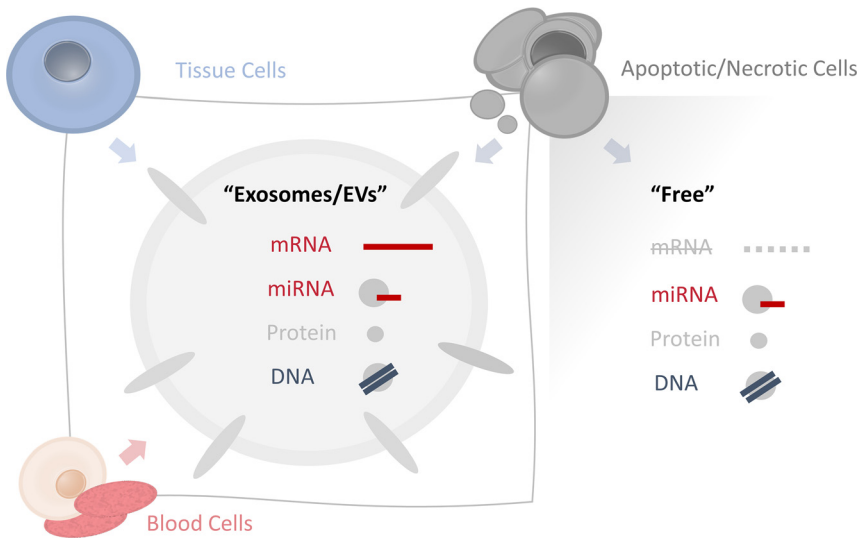 Tissue Cells
Apoptotic/Necrotic Cells
“Exosomes/EVs”
mRNA
miRNA
Protein
DNA
“Free”
mRNA
miRNA
Protein
DNA
Blood Cells